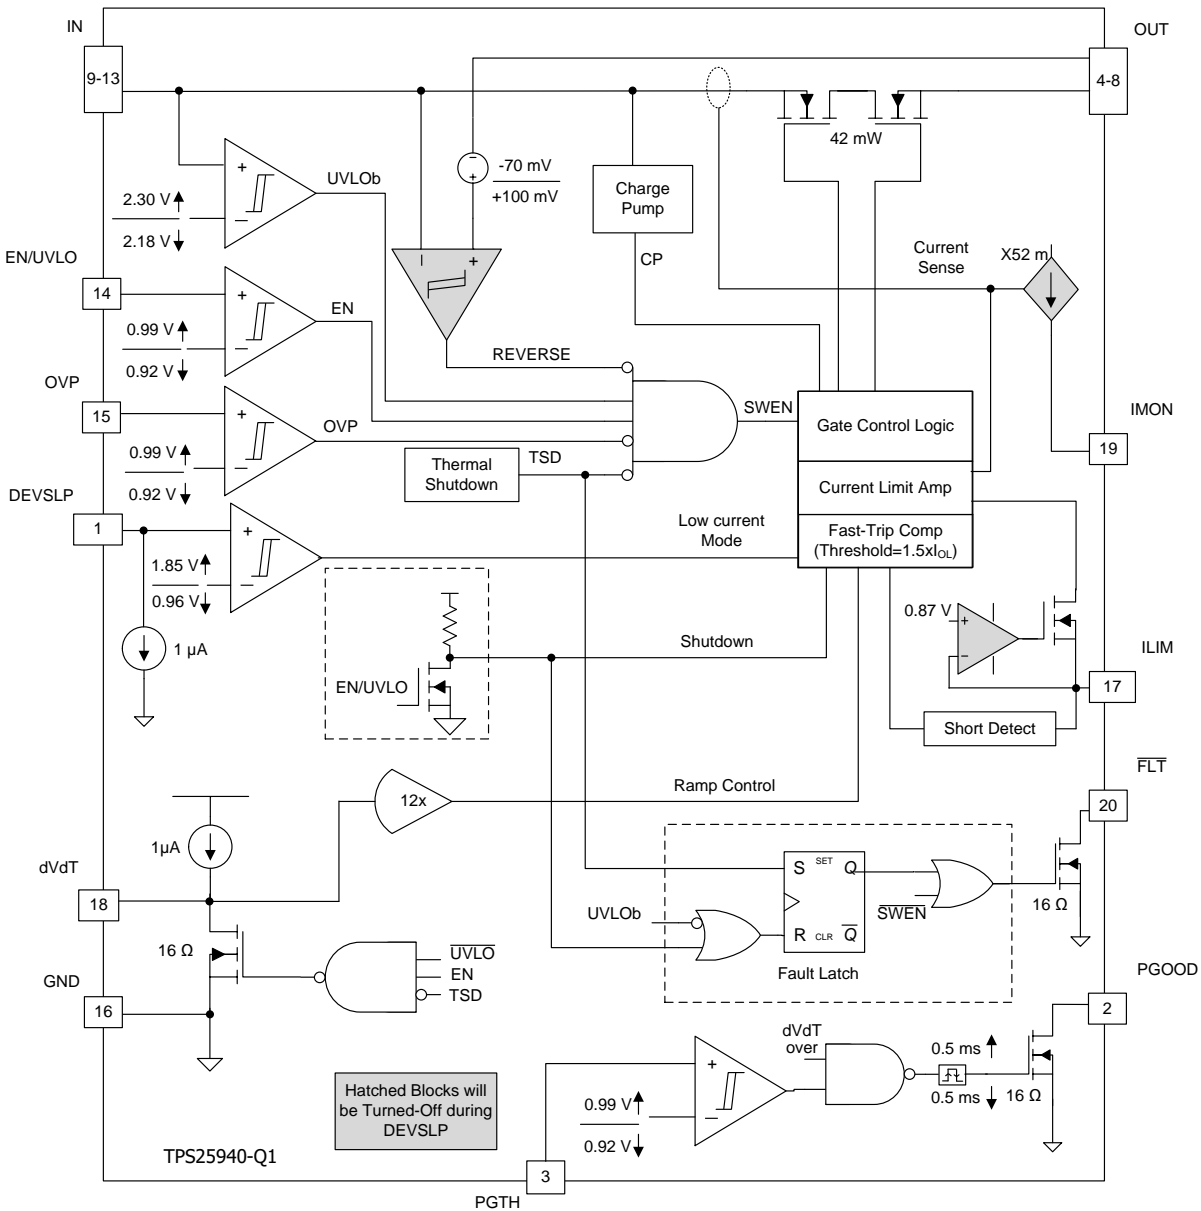 IN
OUT
9-13
4-8
42 mW
+
UVLOb
2.30 V
2.18 V
−
-70 mV
+100 mV
−
+
Charge
Pump
CP
Current
Sense
X52 m
EN/UVLO
14
+
EN
0.99 V
0.92 V
−
−
+
REVERSE
OVP
15
+
OVP
0.99 V
0.92 V
−
SWEN
Gate Control Logic
Current Limit Amp
Fast-Trip Comp
(Threshold=1.5xIOL)
IMON
19
Thermal
Shutdown
TSD
DEVSLP
1
+
1.85 V
0.96 V
−
Low current
Mode
1 µA
EN/UVLO
Shutdown
0.87 V
+
−
ILIM
17
Short Detect
12x
Ramp Control
FLT
20
1µA
dVdT
18
16 Ω
UVLO
EN
TSD
GND
16
UVLOb
S
SET
Q
R
CLR
Q
SWEN
Fault Latch
16 Ω
PGOOD
2
dVdT
over
+
0.99 V
0.92 V
−
0.5 ms
0.5 ms
16 Ω
Hatched Blocks will
be Turned-Off during
DEVSLP
TPS25940-Q1
3
PGTH